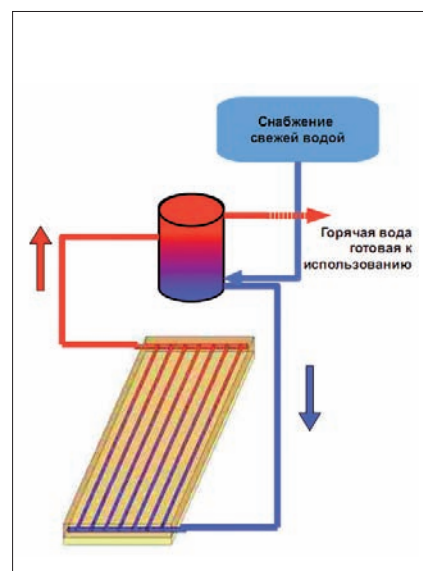 Снабжение
свежей водой
Горячая вода
готовая к
использованию